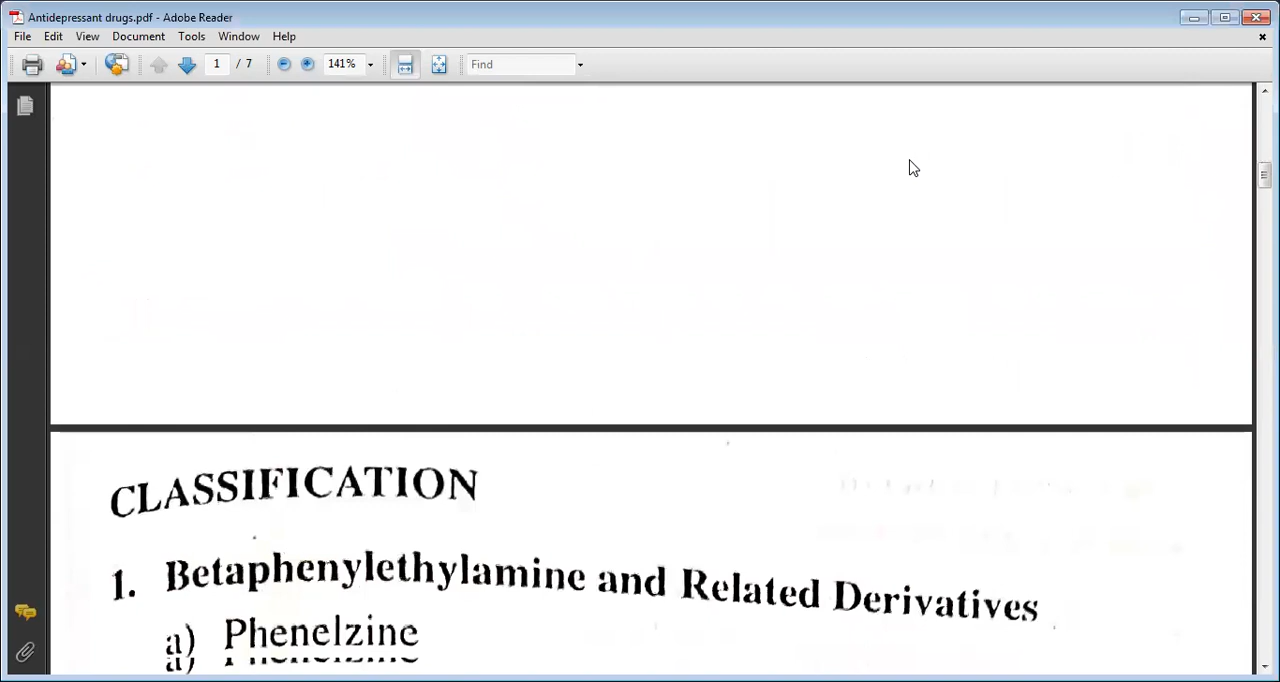 Antidepressant drugs.pdf - Adobe Reader
File Edit View Document Tools Window Help
1 / 7 141% Find
CLASSIFICATION
1. Betaphenylethylamine and Related Derivatives
a) Phenelzine